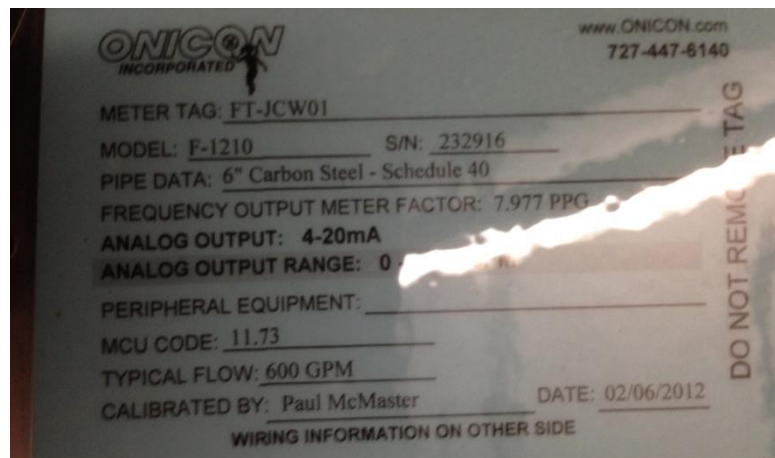 ONICON
INCORPORATED
www.ONICON.com
727-447-6140
METER TAG: FT-JCW01
MODEL: F-1210 S/N: 232916
PIPE DATA: 6" Carbon Steel - Schedule 40
FREQUENCY OUTPUT METER FACTOR: 7.977 PPG
ANALOG OUTPUT: 4-20mA
ANALOG OUTPUT RANGE: 0 -
PERIPHERAL EQUIPMENT:
MCU CODE: 11.73
TYPICAL FLOW: 600 GPM
CALIBRATED BY: Paul McMaster DATE: 02/06/2012
WIRING INFORMATION ON OTHER SIDE
DO NOT REMOVE TAG